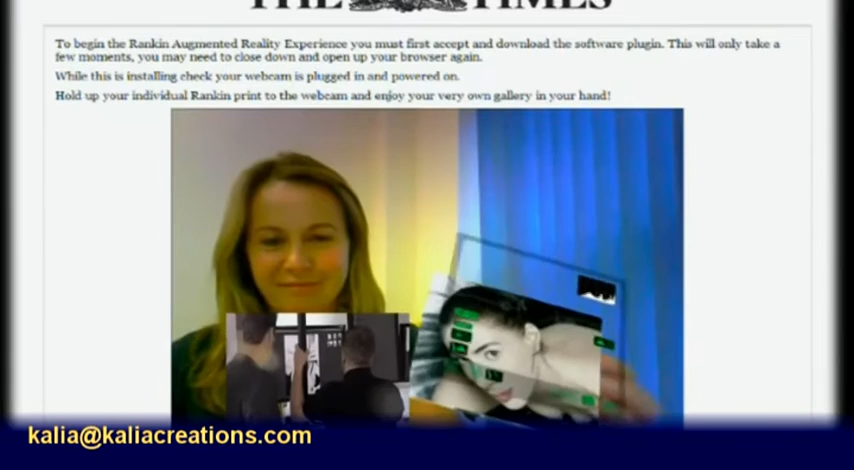 THE TIMES
To begin the Rankin Augmented Reality Experience you must first accept and download the software plugin. This will only take a
few moments, you may need to close down and open up your browser again.
While this is installing check your webcam is plugged in and powered on.
Hold up your individual Rankin print to the webcam and enjoy your very own gallery in your hand!
kalia@kaliacreations.com